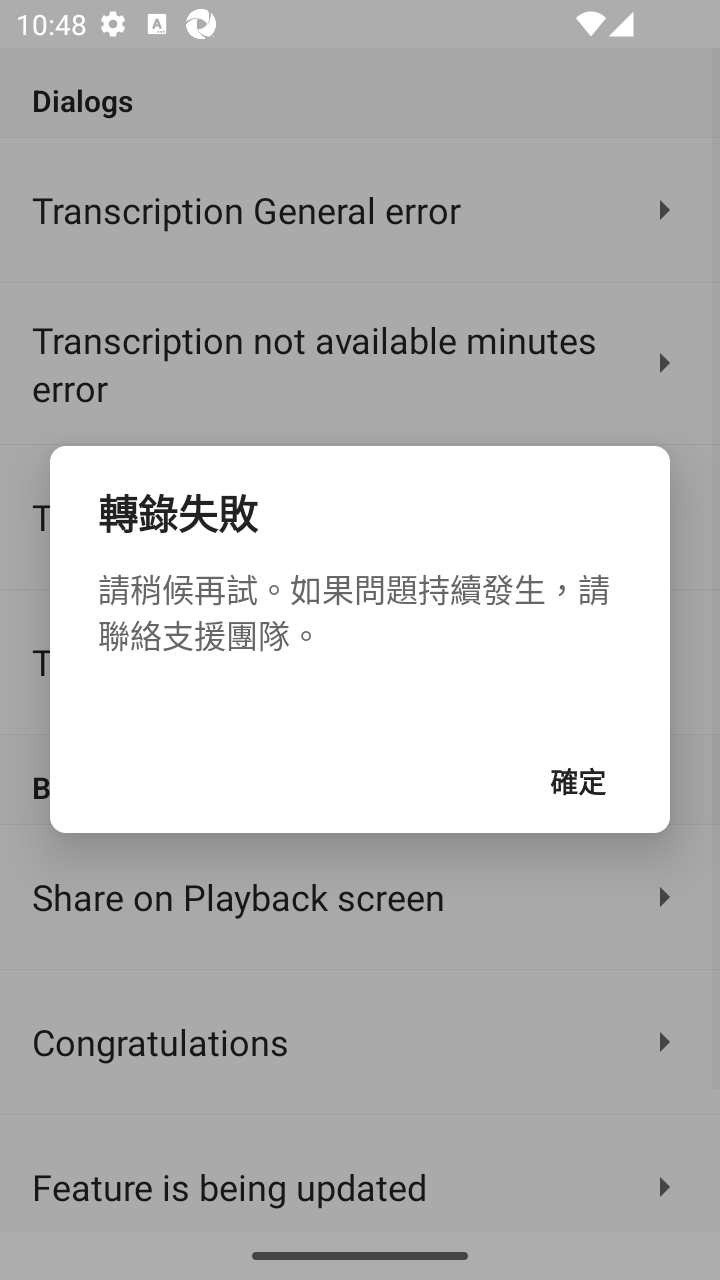 10:48
Dialogs
Transcription General error
Transcription not available minutes
error
轉錄失敗
請稍候再試。如果問題持續發生，請
聯絡支援團隊。
確定
Share on Playback screen
Congratulations
Feature is being updated